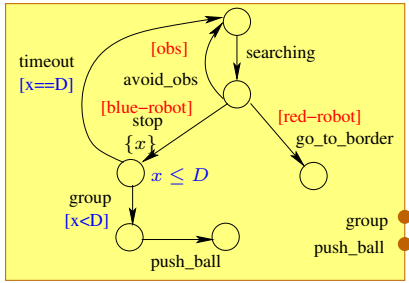 [obs]
searching
timeout
[x==D]
avoid_obs
[blue−robot]
[red−robot]
stop
{x}
go_to_border
x ≤ D
group
[x<D]
group
push_ball
push_ball